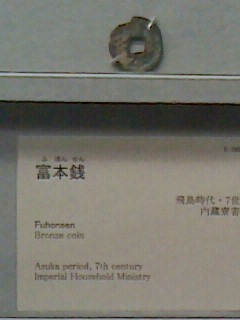 ふ ほん せん
富本銭
飛鳥時代・7世
内蔵寮
Fuhonsen
Bronze coin
Asuka period, 7th century
Imperial Household Ministry